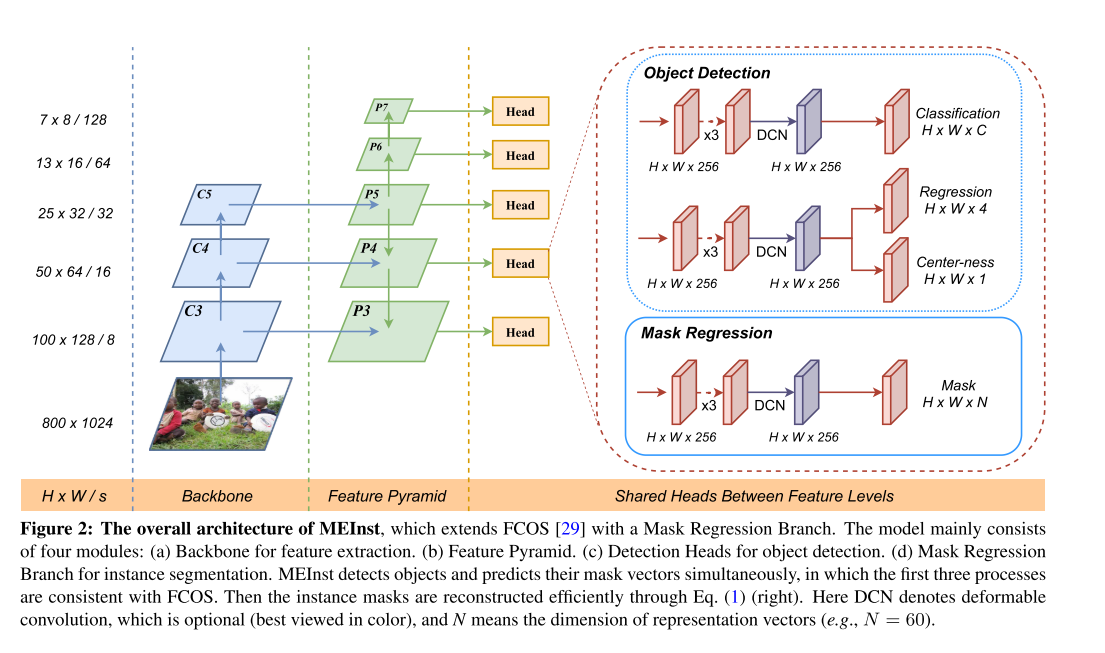 7 x 8 / 128
13 x 16 / 64
25 x 32 / 32
50 x 64 / 16
100 x 128 / 8
800 x 1024
C5
C4
C3
P7
P6
P5
P4
P3
Head
Head
Head
Head
Head
Object Detection
x3
DCN
H x W x 256
H x W x 256
Classification
H x W x C
x3
DCN
H x W x 256
H x W x 256
Regression
H x W x 4
Center-ness
H x W x 1
Mask Regression
x3
DCN
H x W x 256
H x W x 256
Mask
H x W x N
H x W / s
Backbone
Feature Pyramid
Shared Heads Between Feature Levels
Figure 2: The overall architecture of MEInst, which extends FCOS [29] with a Mask Regression Branch. The model mainly consists
of four modules: (a) Backbone for feature extraction. (b) Feature Pyramid. (c) Detection Heads for object detection. (d) Mask Regression
Branch for instance segmentation. MEInst detects objects and predicts their mask vectors simultaneously, in which the first three processes
are consistent with FCOS. Then the instance masks are reconstructed efficiently through Eq. (1) (right). Here DCN denotes deformable
convolution, which is optional (best viewed in color), and N means the dimension of representation vectors (e.g., N = 60).